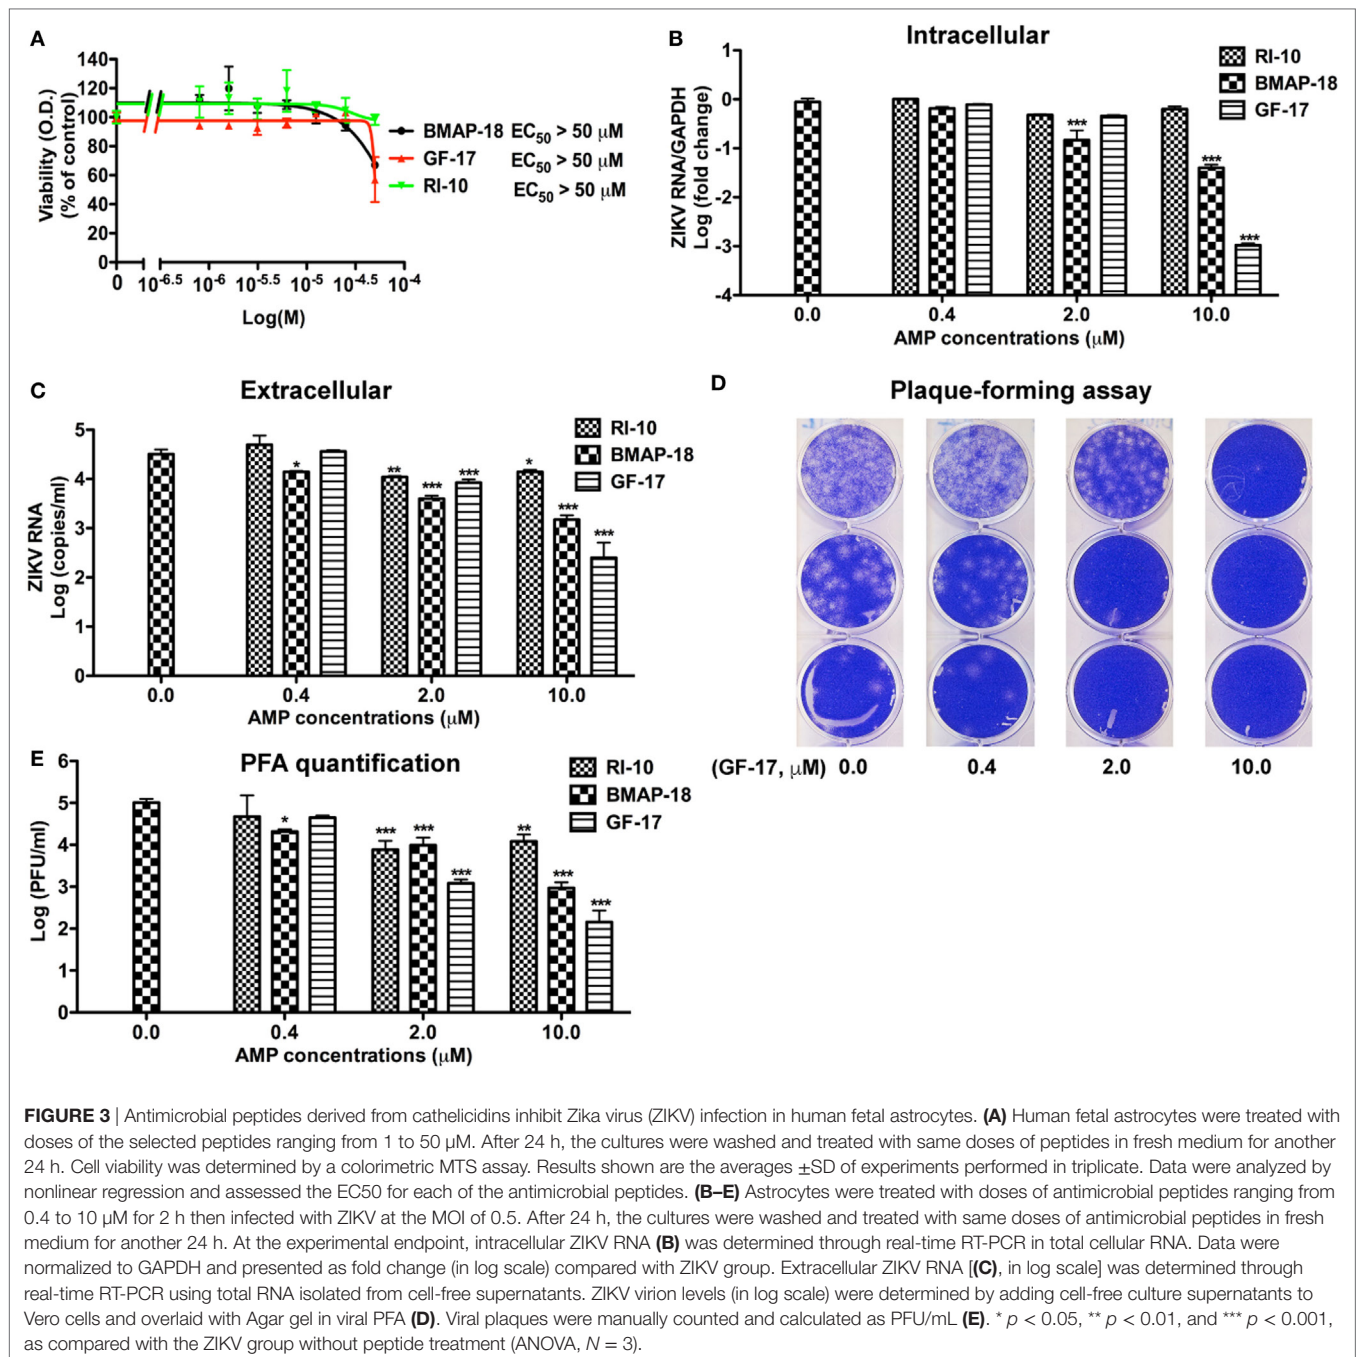 A
140
120
100
80
60
40
20
0
Viability (O.D.)
(% of control)
0 10^-6.5 10^-6 10^-5.5 10^-5 10^-4.5 10^-4
Log(M)
BMAP-18 EC50 > 50 μM
GF-17 EC50 > 50 μM
RI-10 EC50 > 50 μM
B
Intracellular
RI-10
BMAP-18
GF-17
ZIKV RNA/GAPDH
Log (fold change)
1
0
-1
-2
-3
-4
***
***
***
0.0 0.4 2.0 10.0
AMP concentrations (μM)
C
Extracellular
RI-10
BMAP-18
GF-17
ZIKV RNA
Log (copies/ml)
5
4
3
2
1
0
*
**
***
***
*
***
***
0.0 0.4 2.0 10.0
AMP concentrations (μM)
D
Plaque-forming assay
(GF-17, μM) 0.0 0.4 2.0 10.0
E
PFA quantification
RI-10
BMAP-18
GF-17
Log (PFU/ml)
6
5
4
3
2
1
0
*
***
***
***
**
***
***
0.0 0.4 2.0 10.0
AMP concentrations (μM)
FIGURE 3 | Antimicrobial peptides derived from cathelicidins inhibit Zika virus (ZIKV) infection in human fetal astrocytes. (A) Human fetal astrocytes were treated with
doses of the selected peptides ranging from 1 to 50 μM. After 24 h, the cultures were washed and treated with same doses of peptides in fresh medium for another
24 h. Cell viability was determined by a colorimetric MTS assay. Results shown are the averages ±SD of experiments performed in triplicate. Data were analyzed by
nonlinear regression and assessed the EC50 for each of the antimicrobial peptides. (B–E) Astrocytes were treated with doses of antimicrobial peptides ranging from
0.4 to 10 μM for 2 h then infected with ZIKV at the MOI of 0.5. After 24 h, the cultures were washed and treated with same doses of antimicrobial peptides in fresh
medium for another 24 h. At the experimental endpoint, intracellular ZIKV RNA (B) was determined through real-time RT-PCR in total cellular RNA. Data were
normalized to GAPDH and presented as fold change (in log scale) compared with ZIKV group. Extracellular ZIKV RNA [(C), in log scale] was determined through
real-time RT-PCR using total RNA isolated from cell-free supernatants. ZIKV virion levels (in log scale) were determined by adding cell-free culture supernatants to
Vero cells and overlaid with Agar gel in viral PFA (D). Viral plaques were manually counted and calculated as PFU/mL (E). * p < 0.05, ** p < 0.01, and *** p < 0.001,
as compared with the ZIKV group without peptide treatment (ANOVA, N = 3).